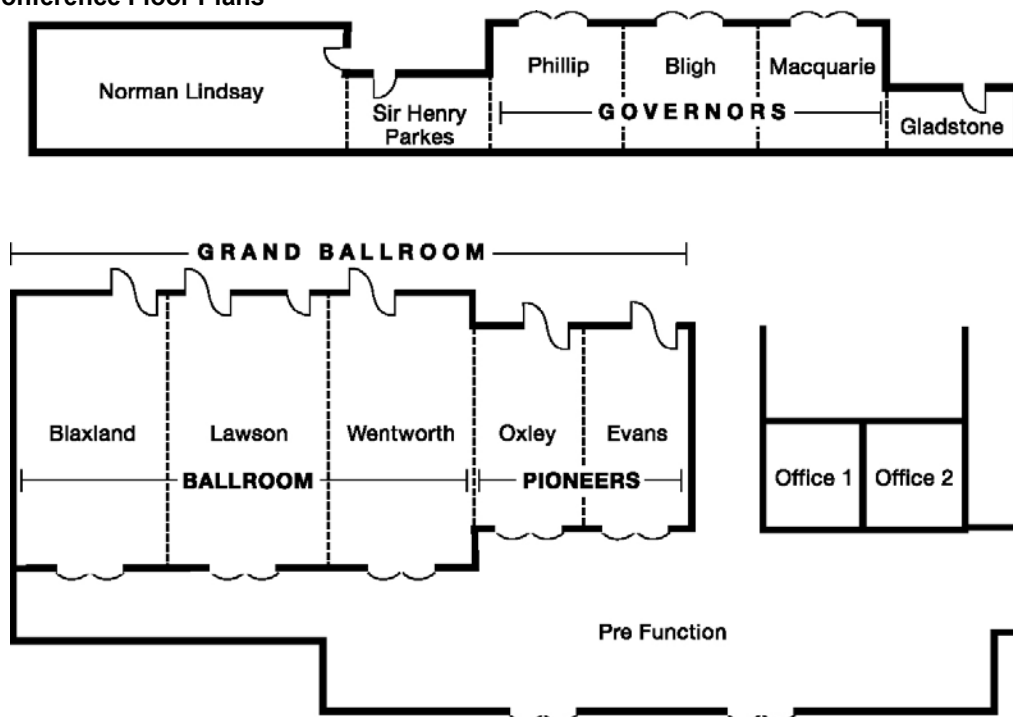 onference Floor Plans
Norman Lindsay
Sir Henry
Parkes
Phillip
Bligh
Macquarie
GOVERNORS
Gladstone
GRAND BALLROOM
Blaxland
Lawson
Wentworth
Oxley
Evans
BALLROOM
PIONEERS
Office 1
Office 2
Pre Function